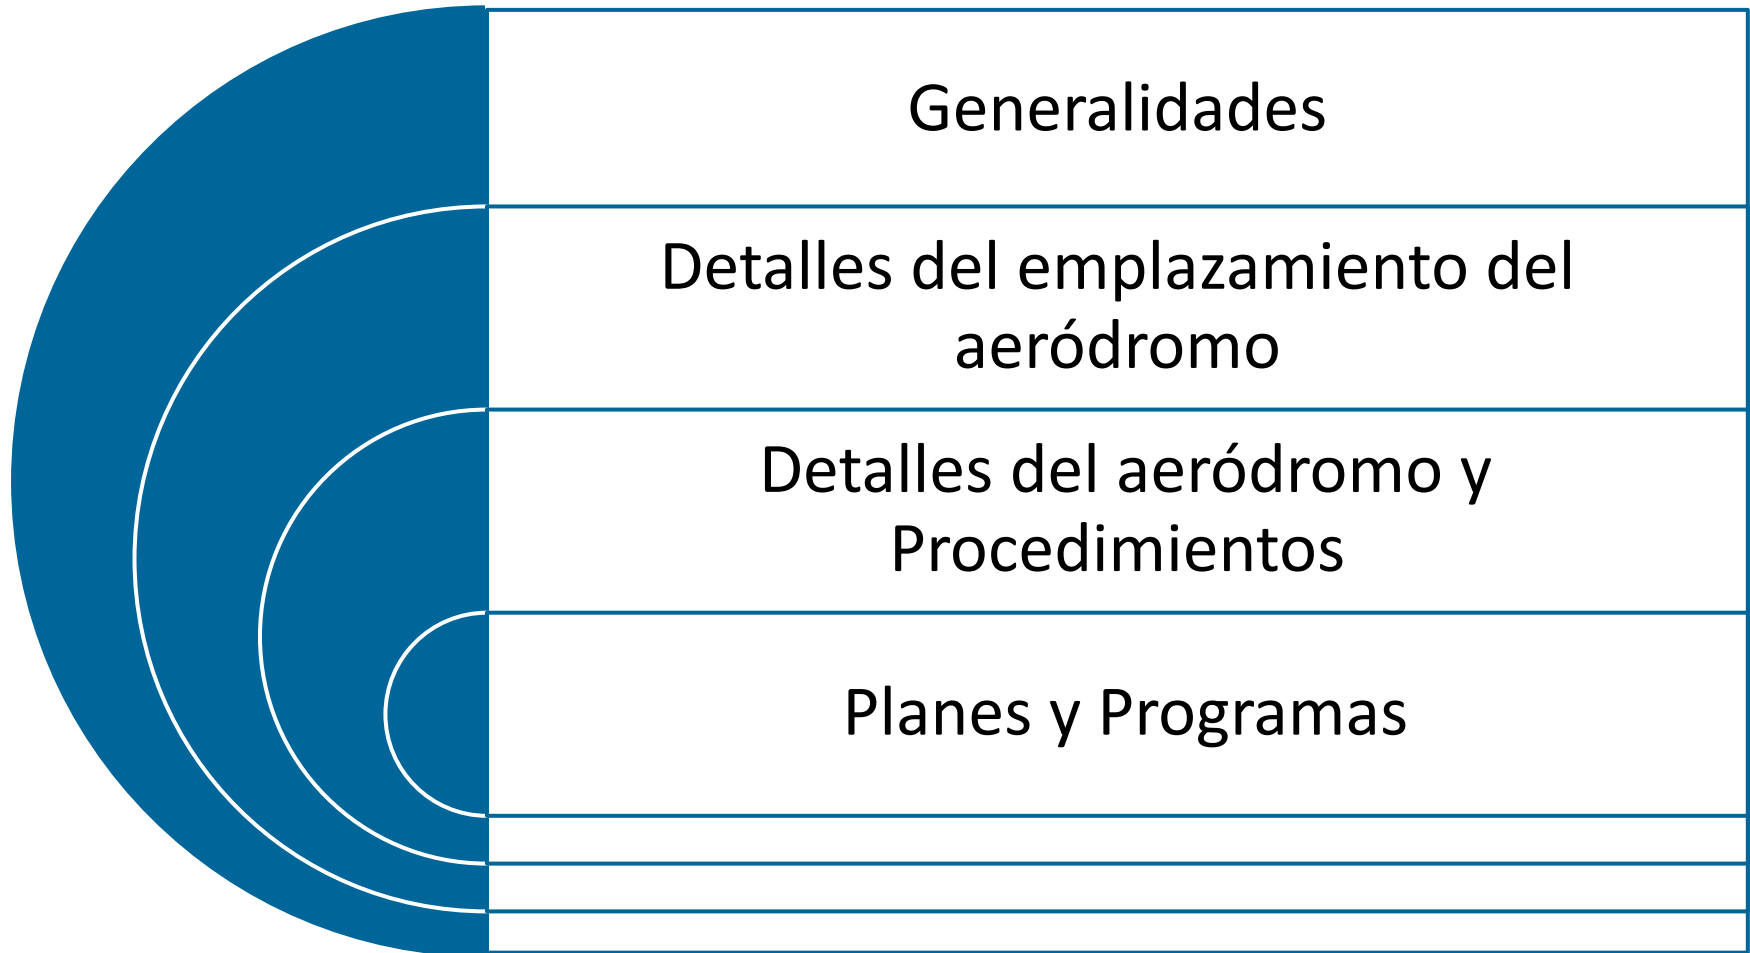 Generalidades
Detalles del emplazamiento del
aeródromo
Detalles del aeródromo y
Procedimientos
Planes y Programas